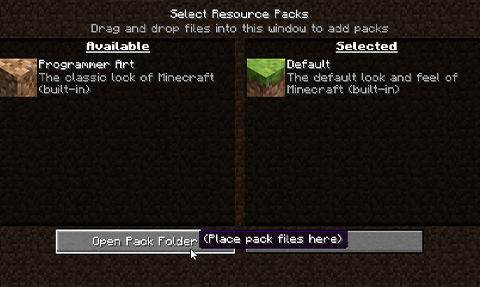 Select Resource Packs
Drag and drop files into this window to add packs
Available
Programmer Art
The classic look of Minecraft
(built-in)
Selected
Default
The default look and feel of
Minecraft (built-in)
Open Pack Folder
(Place pack files here)